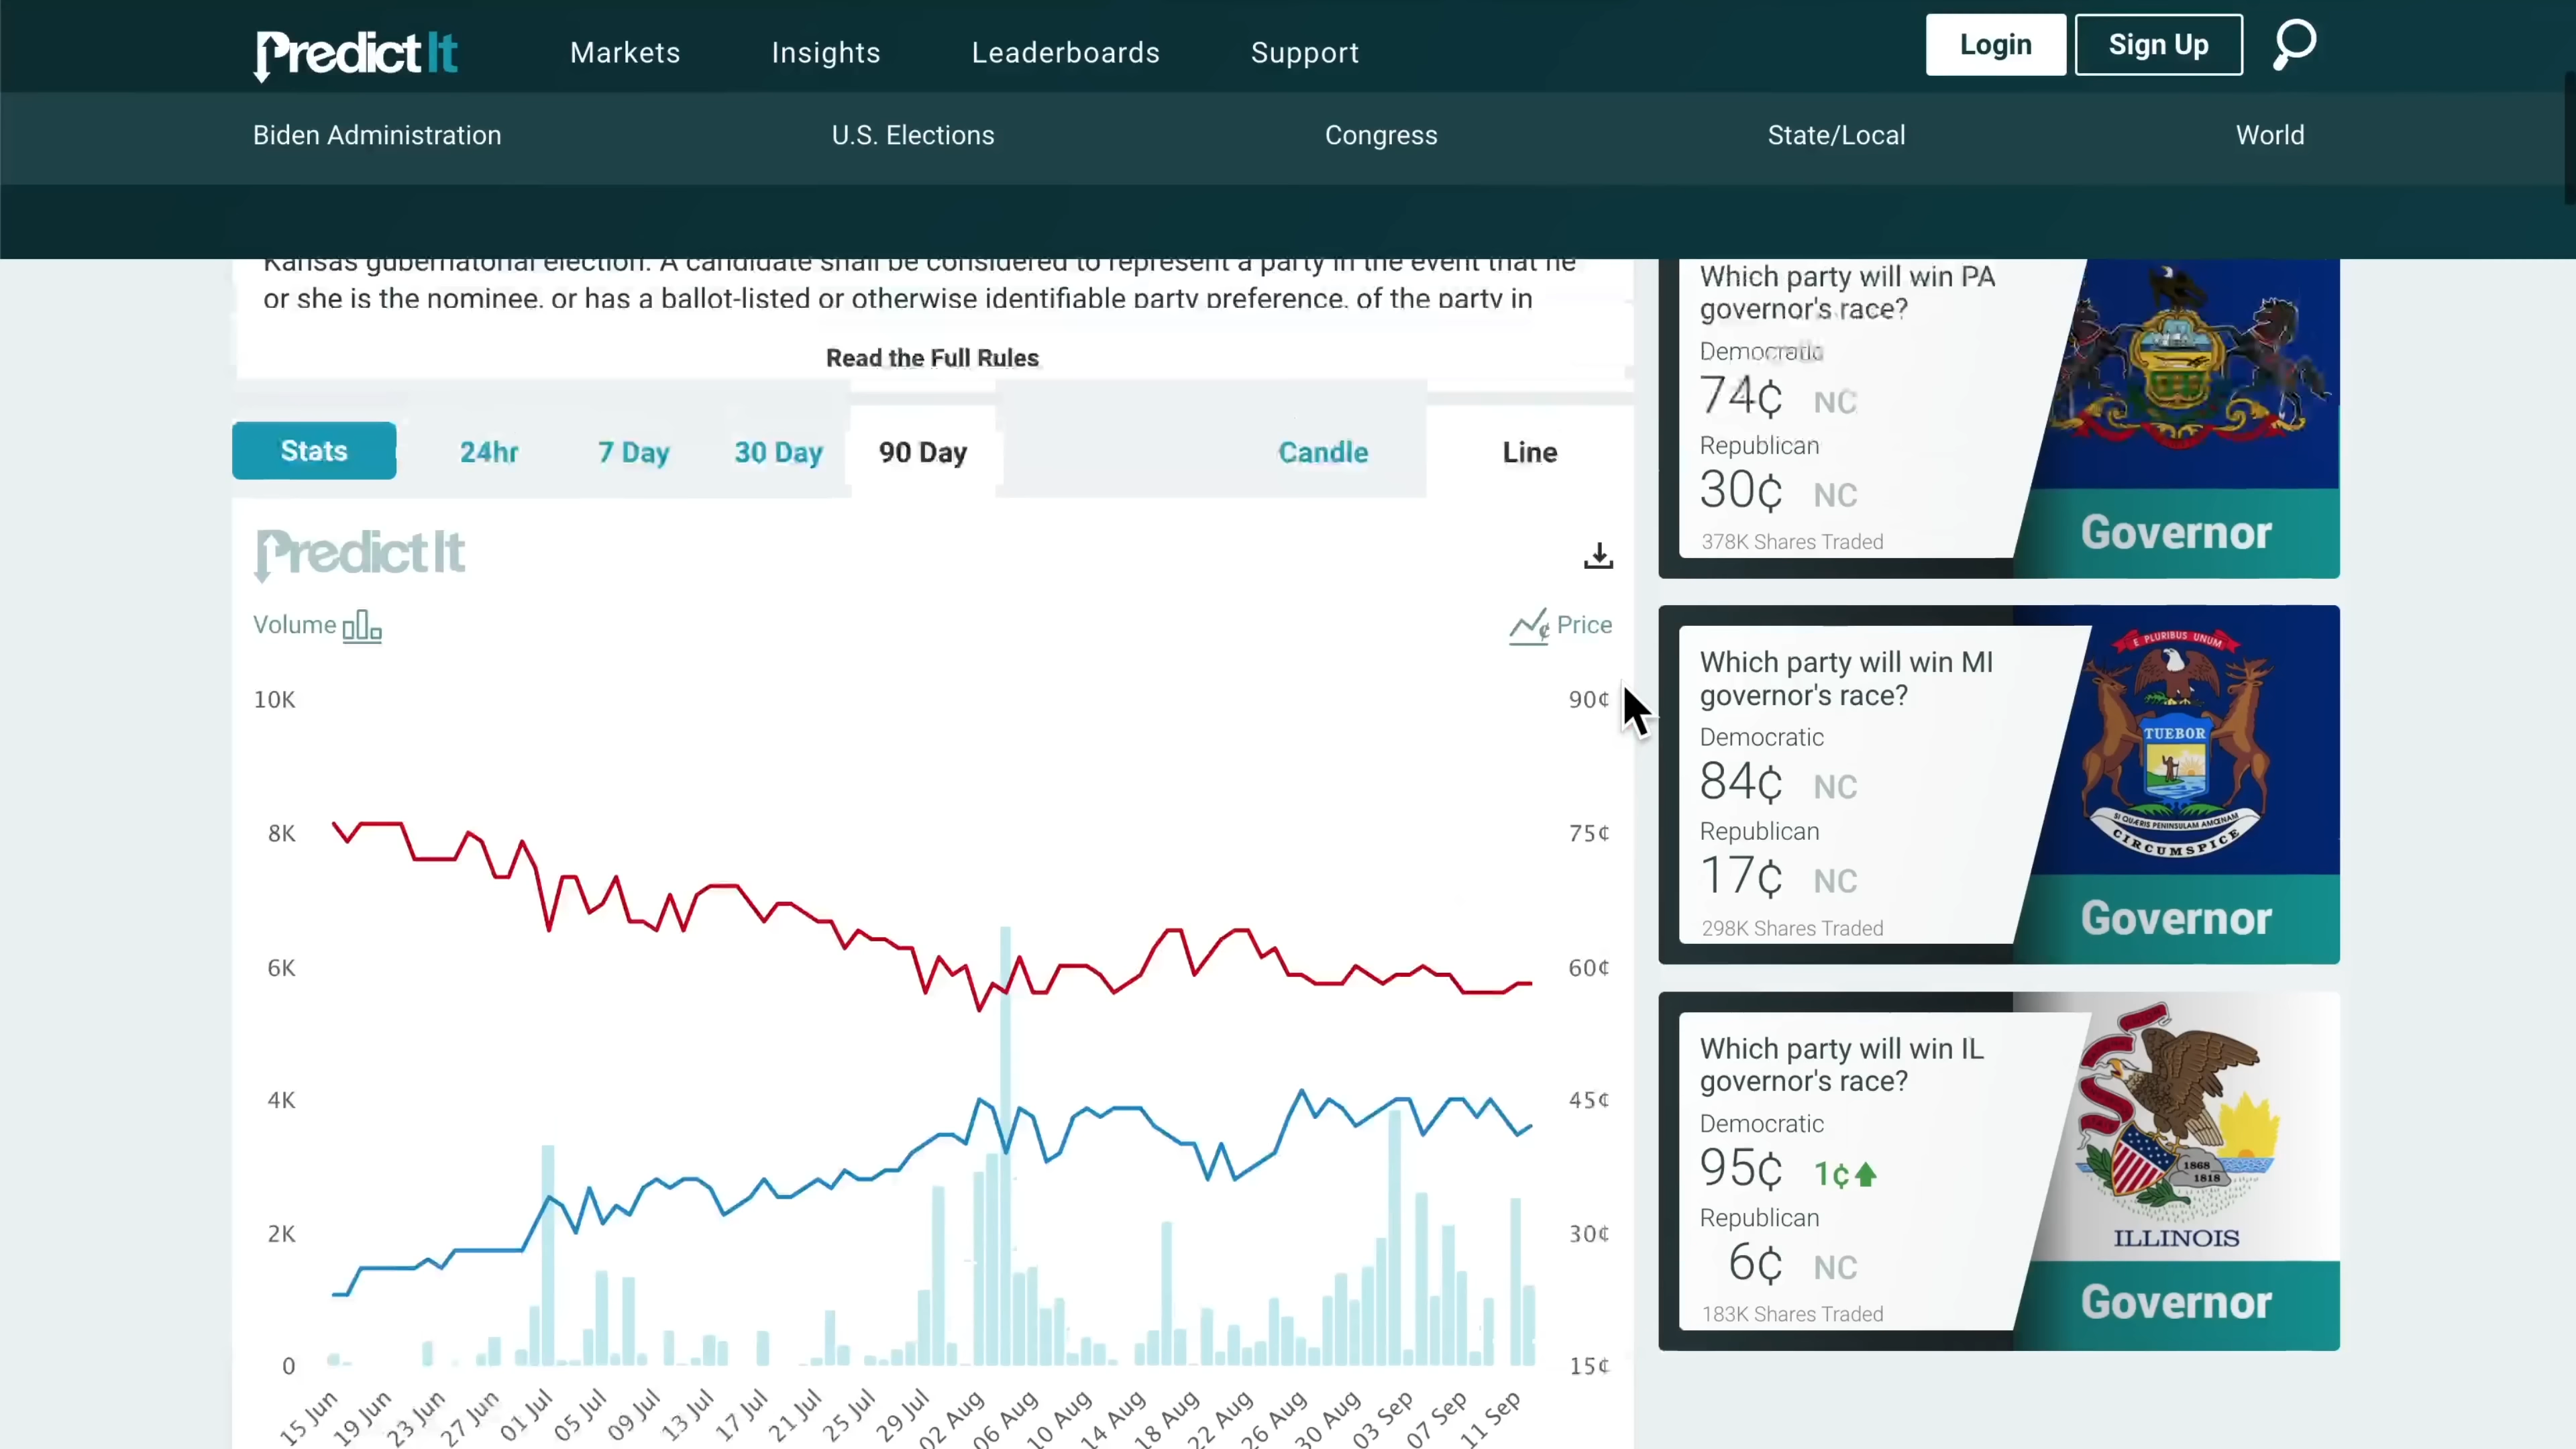 PredictIt
Markets
Insights
Leaderboards
Support
Login
Sign Up
Biden Administration
U.S. Elections
Congress
State/Local
World
Kansas gubernatorial election. A candidate shall be considered to represent a party in the event that he
or she is the nominee, or has a ballot-listed or otherwise identifiable party preference, of the party in
Read the Full Rules
Stats
24hr
7 Day
30 Day
90 Day
Candle
Line
PredictIt
Volume
¢ Price
10K
8K
6K
4K
2K
0
90¢
75¢
60¢
45¢
30¢
15¢
15 Jun
19 Jun
23 Jun
27 Jun
01 Jul
05 Jul
09 Jul
13 Jul
17 Jul
21 Jul
25 Jul
29 Jul
02 Aug
06 Aug
10 Aug
14 Aug
18 Aug
22 Aug
26 Aug
30 Aug
03 Sep
07 Sep
11 Sep
Which party will win PA
governor's race?
Democratic
74¢ NC
Republican
30¢ NC
378K Shares Traded
Governor
Which party will win MI
governor's race?
Democratic
84¢ NC
Republican
17¢ NC
298K Shares Traded
E PLURIBUS UNUM
TUEBOR
SI QUÆRIS PENINSULAM AMŒNAM
CIRCUMSPICE
Governor
Which party will win IL
governor's race?
Democratic
95¢ 1¢
Republican
6¢ NC
183K Shares Traded
1868
1818
ILLINOIS
Governor